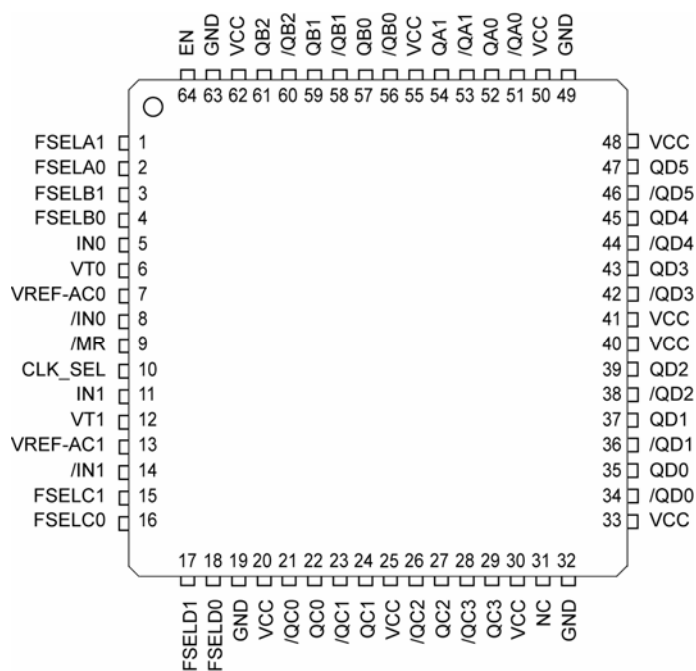 EN GND VCC QB2 /QB2 QB1 /QB1 QB0 /QB0 VCC QA1 /QA1 QA0 /QA0 VCC GND
64 63 62 61 60 59 58 57 56 55 54 53 52 51 50 49
FSELA1 1 48 VCC
FSELA0 2 47 QD5
FSELB1 3 46 /QD5
FSELB0 4 45 QD4
IN0 5 44 /QD4
VT0 6 43 QD3
VREF-AC0 7 42 /QD3
/IN0 8 41 VCC
/MR 9 40 VCC
CLK_SEL 10 39 QD2
IN1 11 38 /QD2
VT1 12 37 QD1
VREF-AC1 13 36 /QD1
/IN1 14 35 QD0
FSELC1 15 34 /QD0
FSELC0 16 33 VCC
17 18 19 20 21 22 23 24 25 26 27 28 29 30 31 32
FSELD1 FSELD0 GND VCC /QC0 QC0 /QC1 QC1 VCC /QC2 QC2 /QC3 QC3 VCC NC GND